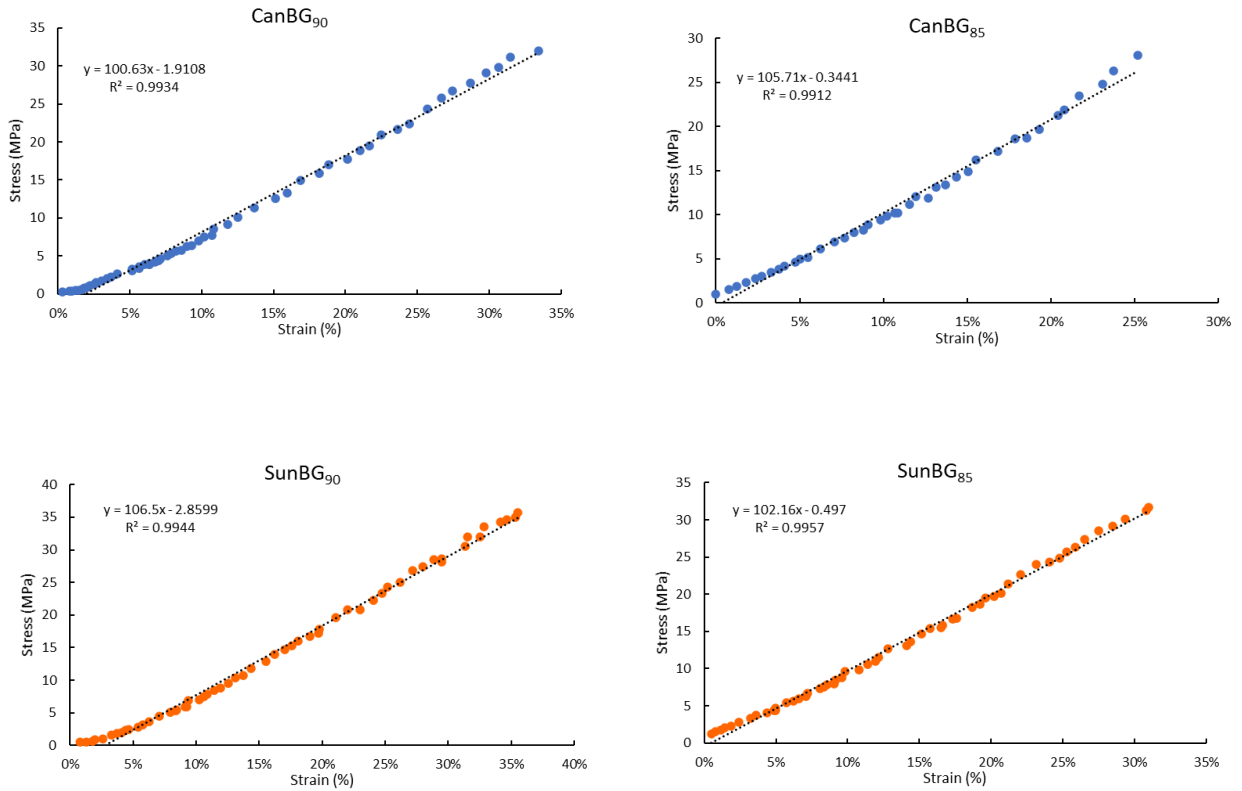 CanBG₉₀
y = 100.63x - 1.9108
R² = 0.9934
Stress (MPa)
35
30
25
20
15
10
5
0
0% 5% 10% 15% 20% 25% 30% 35%
Strain (%)
CanBG₈₅
y = 105.71x - 0.3441
R² = 0.9912
Stress (MPa)
30
25
20
15
10
5
0
0% 5% 10% 15% 20% 25% 30%
Strain (%)
SunBG₉₀
y = 106.5x - 2.8599
R² = 0.9944
Stress (MPa)
40
35
30
25
20
15
10
5
0
0% 5% 10% 15% 20% 25% 30% 35% 40%
Strain (%)
SunBG₈₅
y = 102.16x - 0.497
R² = 0.9957
Stress (MPa)
35
30
25
20
15
10
5
0
0% 5% 10% 15% 20% 25% 30% 35%
Strain (%)